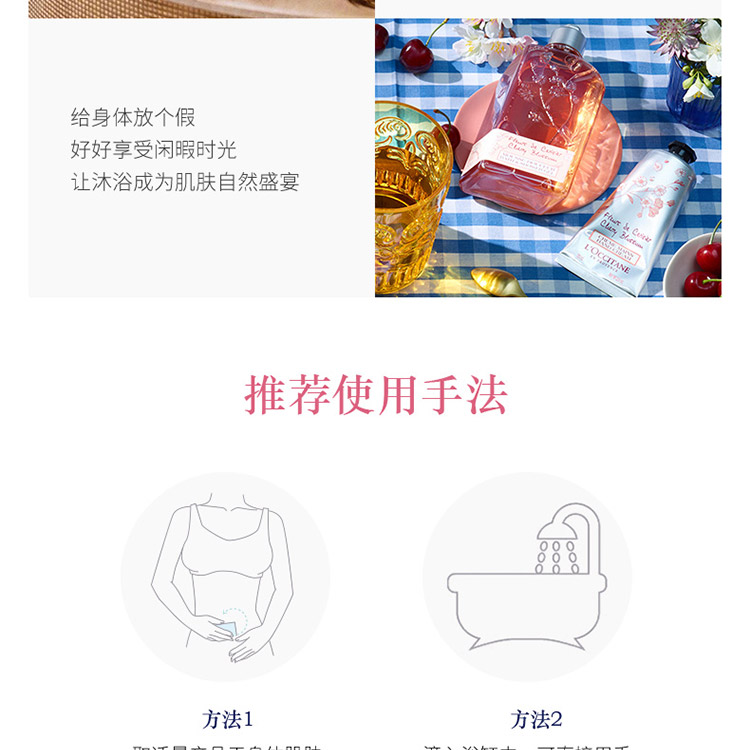 给身体放个假
好好享受闲暇时光
让沐浴成为肌肤自然盛宴
Fleurs de Cerisier
Cherry Blossom
Fleurs de Cerisier
Cherry Blossom
L'OCCITANE
EN PROVENCE
推荐使用手法
方法1
方法2